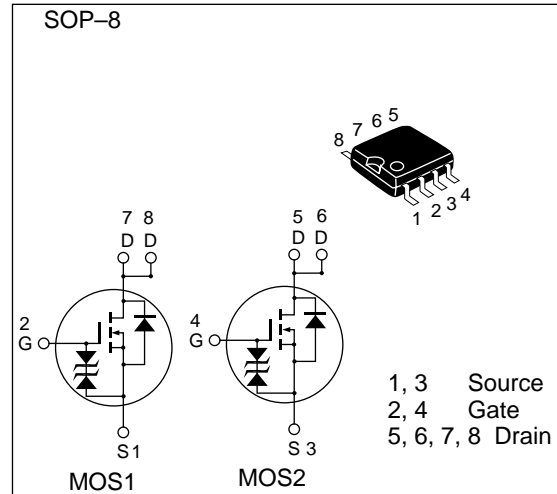 SOP–8
8 7 6 5
1 2 3 4
7 8
D D
5 6
D D
2
G
4
G
1, 3 Source
2, 4 Gate
5, 6, 7, 8 Drain
S 1
S 3
MOS1
MOS2